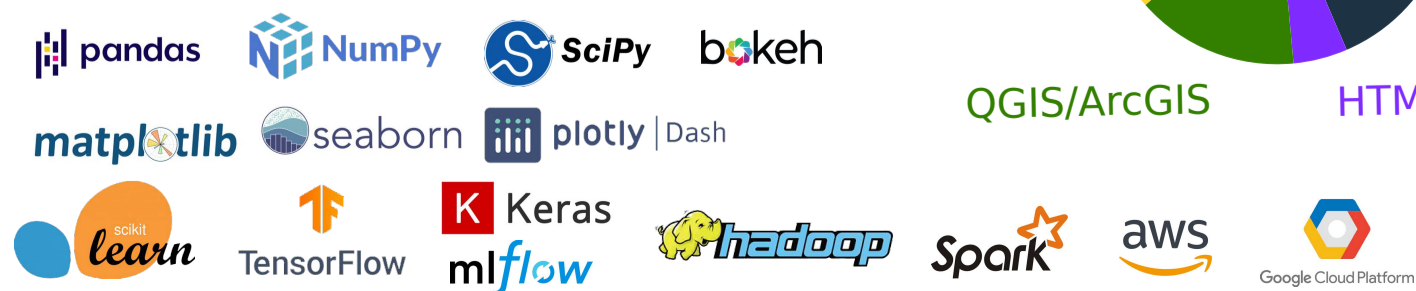 pandas NumPy SciPy bokeh
QGIS/ArcGIS HTM
matplotlib seaborn plotly | Dash
scikit learn TensorFlow K Keras mlflow hadoop Spark aws Google Cloud Platform